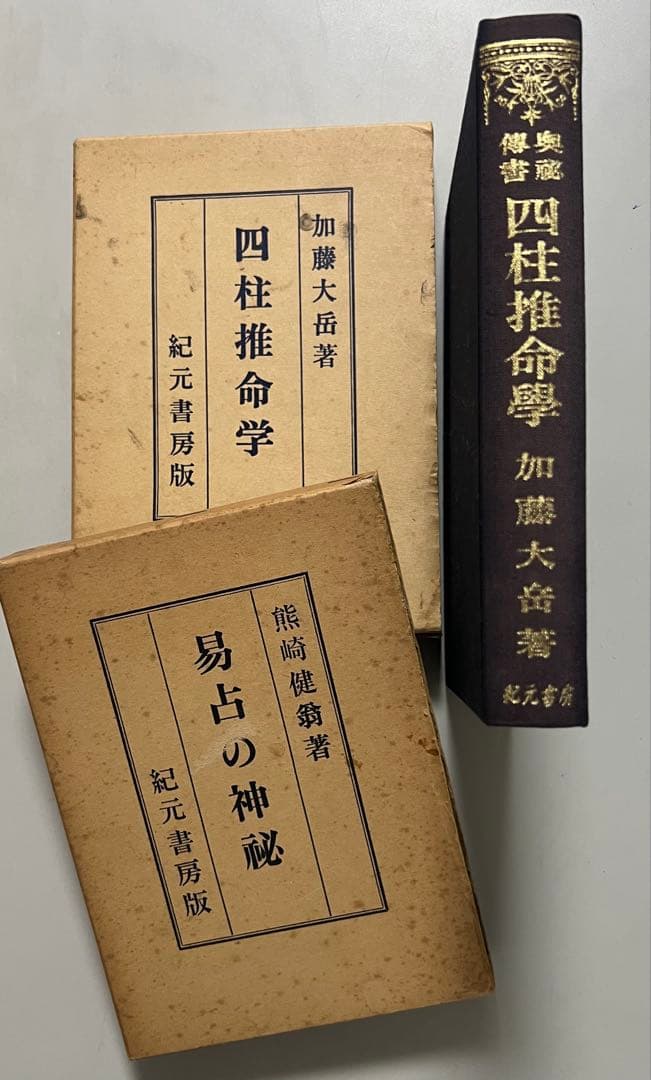 加藤大岳著
四柱推命学
紀元書房版
熊崎健翁著
易占の神祕
紀元書房版
奥祕
傳書
四柱推命學
加藤大岳著
紀元書房